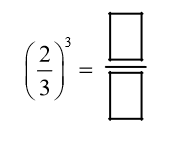 (2/3)^3 =